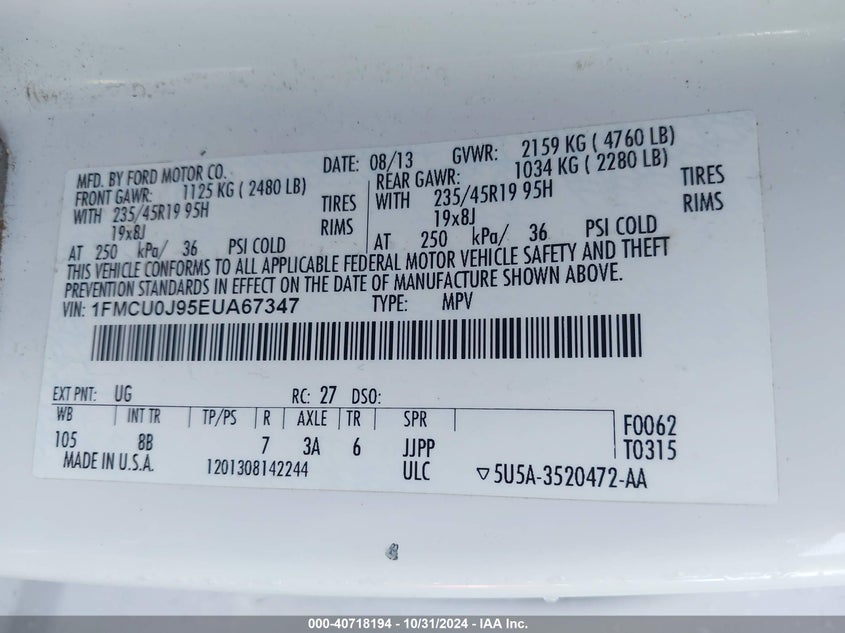 MFD. BY FORD MOTOR CO. DATE: 08/13 GVWR: 2159 KG ( 4760 LB)
FRONT GAWR: 1125 KG ( 2480 LB) REAR GAWR: 1034 KG ( 2280 LB)
WITH 235/45R19 95H TIRES WITH 235/45R19 95H TIRES
19x8J RIMS 19x8J RIMS
AT 250 kPa/ 36 PSI COLD AT 250 kPa/ 36 PSI COLD
THIS VEHICLE CONFORMS TO ALL APPLICABLE FEDERAL MOTOR VEHICLE SAFETY AND THEFT
PREVENTION STANDARDS IN EFFECT ON THE DATE OF MANUFACTURE SHOWN ABOVE.
VIN: 1FMCU0J95EUA67347 TYPE: MPV
EXT PNT: UG RC: 27 DSO:
WB INT TR TP/PS R AXLE TR SPR F0062
105 8B 7 3A 6 JJPP T0315
MADE IN U.S.A. 1201308142244 ULC ▽5U5A-3520472-AA
000-40718194 - 10/31/2024 - IAA Inc.